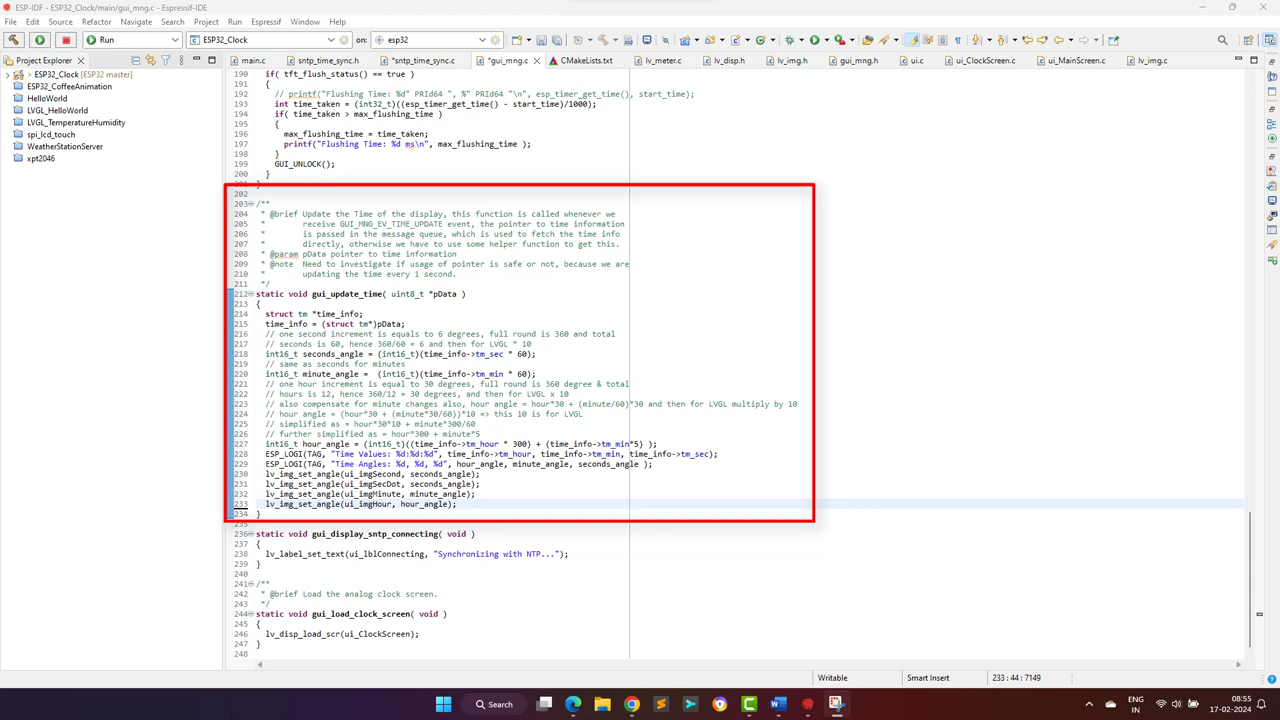 ESP-IDF - ESP32_Clock/main/gui_mng.c - Espressif-IDE
File Edit Source Refactor Navigate Search Project Run Espressif Window Help
Run ESP32_Clock on: esp32
Project Explorer
main.c sntp_time_sync.h *sntp_time_sync.c *gui_mng.c CMakeLists.txt lv_meter.c lv_disp.h lv_img.h gui_mng.h ui.c ui_ClockScreen.c ui_MainScreen.c lv_img.c
ESP32_Clock (ESP32 master)
ESP32_CoffeeAnimation
HelloWorld
LVGL_HelloWorld
LVGL_TemperatureHumidity
spi_lcd_touch
WeatherStationServer
xpt2046
190 if( tft_flush_status() == true )
191 {
192 // printf("Flushing Time: %d" PRId64 ", %" PRId64 "\n", esp_timer_get_time(), start_time);
193 int time_taken = (int32_t)((esp_timer_get_time() - start_time)/1000);
194 if( time_taken > max_flushing_time )
195 {
196 max_flushing_time = time_taken;
197 printf("Flushing Time: %d ms\n", max_flushing_time );
198 }
199 GUI_UNLOCK();
200 }
201 }
202
203 /**
204 * @brief Update the Time of the display, this function is called whenever we
205 * receive GUI_MNG_EV_TIME_UPDATE event, the pointer to time information
206 * is passed in the message queue, which is used to fetch the time info
207 * directly, otherwise we have to use some helper function to get this.
208 * @param pData pointer to time information
209 * @note Need to investigate if usage of pointer is safe or not, because we are
210 * updating the time every 1 second.
211 */
212 static void gui_update_time( uint8_t *pData )
213 {
214 struct tm *time_info;
215 time_info = (struct tm*)pData;
216 // one second increment is equals to 6 degrees, full round is 360 and total
217 // seconds is 60, hence 360/60 = 6 and then for LVGL * 10
218 int16_t seconds_angle = (int16_t)(time_info->tm_sec * 60);
219 // same as seconds for minutes
220 int16_t minute_angle = (int16_t)(time_info->tm_min * 60);
221 // one hour increment is equal to 30 degrees, full round is 360 degree & total
222 // hours is 12, hence 360/12 = 30 degrees, and then for LVGL x 10
223 // also compensate for minute changes also, hour angle = hour*30 + (minute/60)*30 and then for LVGL multiply by 10
224 // hour angle = (hour*30 + (minute*30/60))*10 => this 10 is for LVGL
225 // simplified as = hour*30*10 + minute*300/60
226 // further simplified as = hour*300 + minute*5
227 int16_t hour_angle = (int16_t)((time_info->tm_hour * 300) + (time_info->tm_min*5) );
228 ESP_LOGI(TAG, "Time Values: %d:%d:%d", time_info->tm_hour, time_info->tm_min, time_info->tm_sec);
229 ESP_LOGI(TAG, "Time Angles: %d, %d, %d", hour_angle, minute_angle, seconds_angle );
230 lv_img_set_angle(ui_imgSecond, seconds_angle);
231 lv_img_set_angle(ui_imgSecDot, seconds_angle);
232 lv_img_set_angle(ui_imgMinute, minute_angle);
233 lv_img_set_angle(ui_imgHour, hour_angle);
234 }
235
236 static void gui_display_sntp_connecting( void )
237 {
238 lv_label_set_text(ui_lblConnecting, "Synchronizing with NTP...");
239 }
240
241 /**
242 * @brief Load the analog clock screen.
243 */
244 static void gui_load_clock_screen( void )
245 {
246 lv_disp_load_scr(ui_ClockScreen);
247 }
248
Writable Smart Insert 233 : 44 : 7149
Search
ENG
IN
08:55
17-02-2024